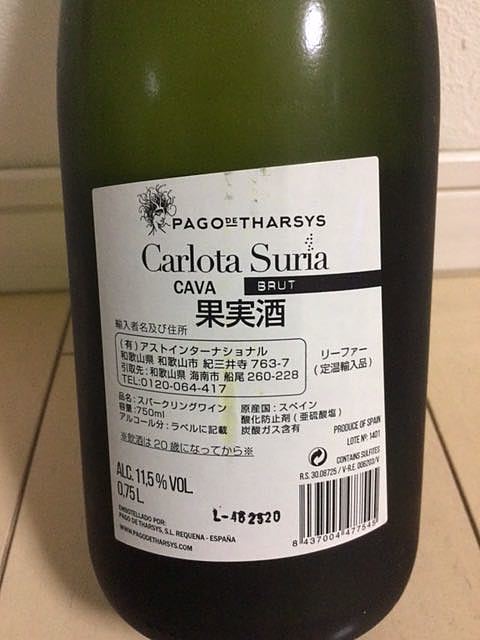 PAGO DE THARSYS
Carlota Suria
CAVA BRUT
果実酒
輸入者名及び住所
(有)アストインターナショナル
和歌山県 和歌山市 紀三井寺 763-7
引取先:和歌山県 海南市 船尾 260-228
TEL:0120-064-417
リーファー
(定温輸入品)
品名:スパークリングワイン
容量:750ml
アルコール分:ラベルに記載
原産国:スペイン
酸化防止剤(亜硫酸塩)
炭酸ガス含有
※飲酒は20歳になってから※
PRODUCE OF SPAIN
LOTE Nº: 1401
CONTAINS SULFITES
R.S. 30.08725 / V-R.E. 006203/V
ALC. 11,5% VOL.
0,75 L.
L-462520
EMBOTELLADO POR:
PAGO DE THARSYS, S.L. REQUENA - ESPAÑA
WWW.PAGODETHARSYS.COM
8 437004 477545